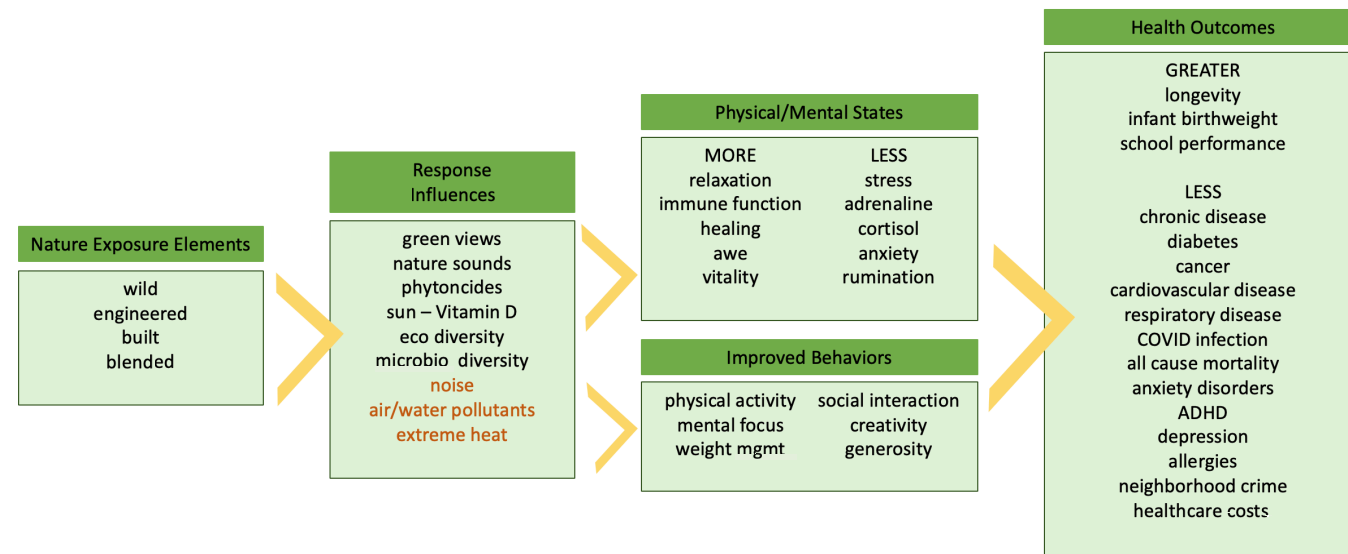 Nature Exposure Elements
wild
engineered
built
blended
Response
Influences
green views
nature sounds
phytoncides
sun – Vitamin D
eco diversity
microbio diversity
noise
air/water pollutants
extreme heat
Physical/Mental States
MORE
relaxation
immune function
healing
awe
vitality
LESS
stress
adrenaline
cortisol
anxiety
rumination
Improved Behaviors
physical activity
mental focus
weight mgmt
social interaction
creativity
generosity
Health Outcomes
GREATER
longevity
infant birthweight
school performance
LESS
chronic disease
diabetes
cancer
cardiovascular disease
respiratory disease
COVID infection
all cause mortality
anxiety disorders
ADHD
depression
allergies
neighborhood crime
healthcare costs